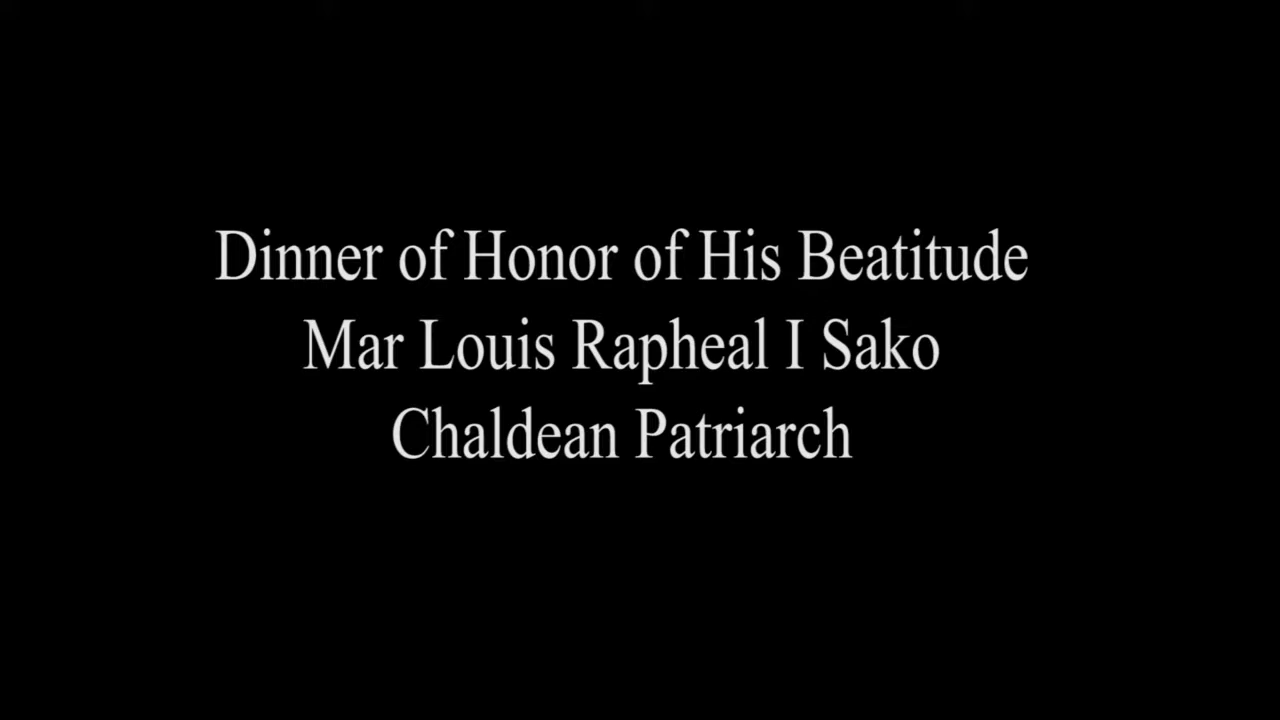 Dinner of Honor of His Beatitude
Mar Louis Rapheal I Sako
Chaldean Patriarch